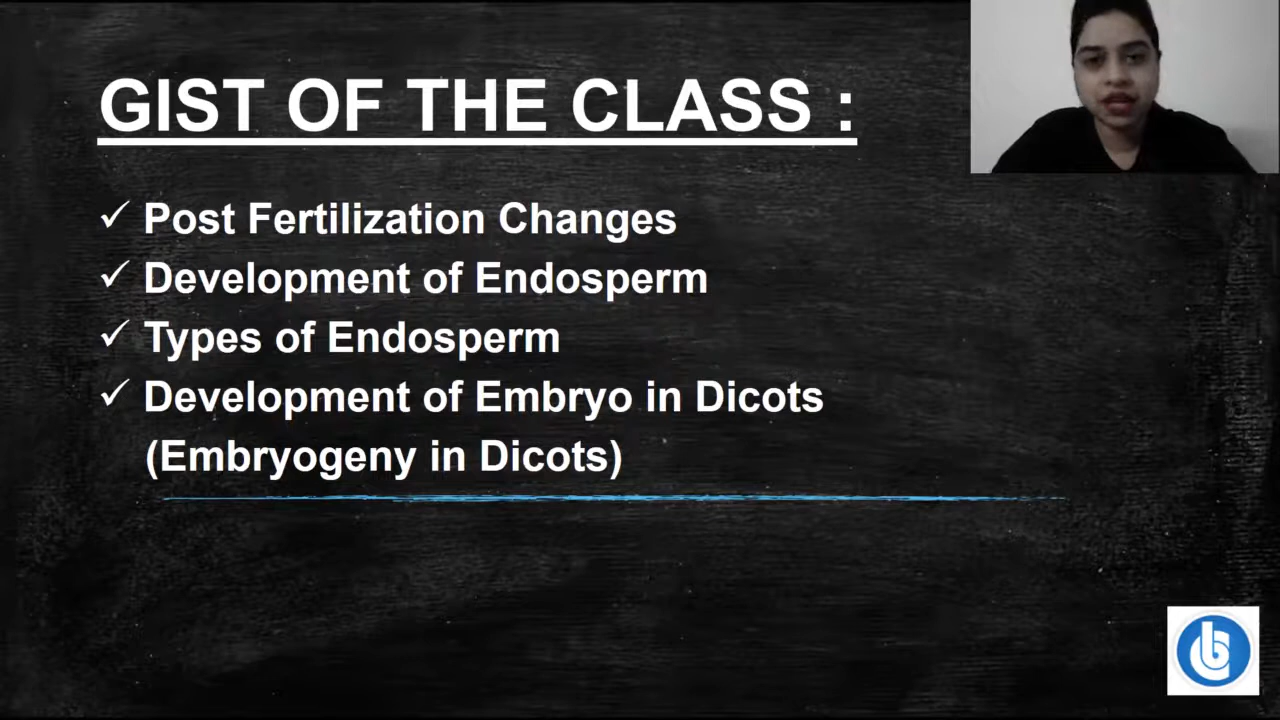 GIST OF THE CLASS :
✓ Post Fertilization Changes
✓ Development of Endosperm
✓ Types of Endosperm
✓ Development of Embryo in Dicots
(Embryogeny in Dicots)